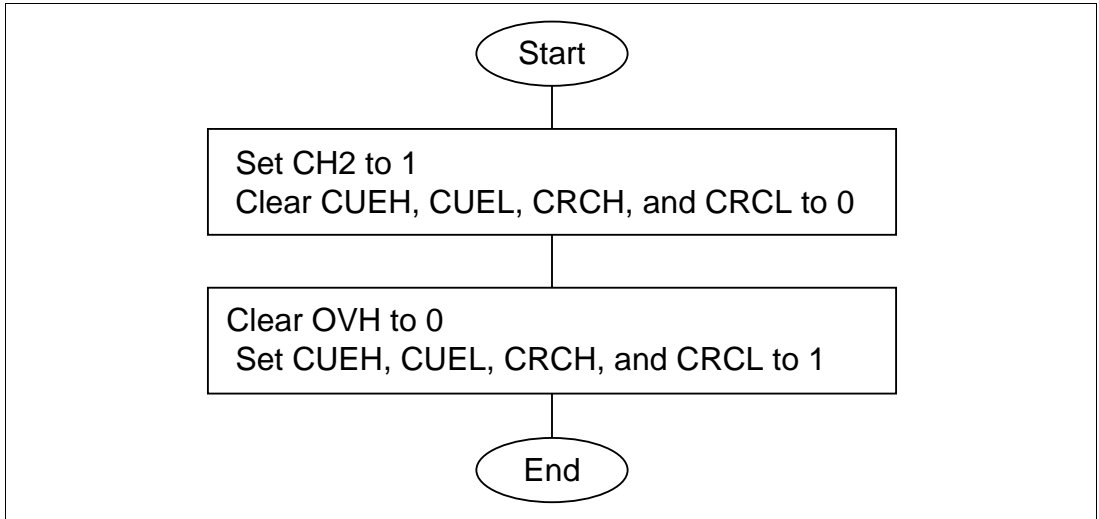 Start
Set CH2 to 1
Clear CUEH, CUEL, CRCH, and CRCL to 0
Clear OVH to 0
Set CUEH, CUEL, CRCH, and CRCL to 1
End